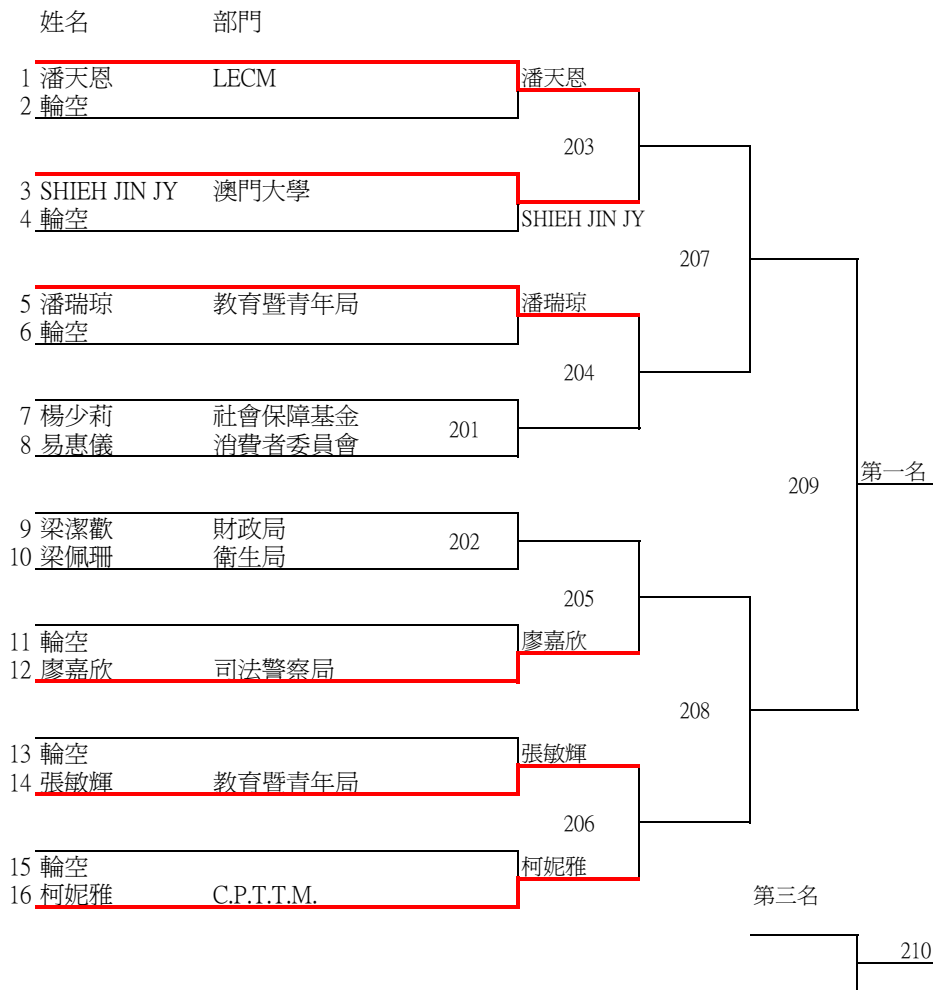 姓名 部門
1 潘天恩 LECM 潘天恩
2 輪空
203
3 SHIEH JIN JY 澳門大學
4 輪空 SHIEH JIN JY
207
5 潘瑞琼 教育暨青年局 潘瑞琼
6 輪空
204
7 楊少莉 社會保障基金
201
8 易惠儀 消費者委員會
第一名
209
9 梁潔歡 財政局
202
10 梁佩珊 衛生局
205
11 輪空 廖嘉欣
12 廖嘉欣 司法警察局
208
13 輪空 張敏輝
14 張敏輝 教育暨青年局
206
15 輪空 柯妮雅
16 柯妮雅 C.P.T.T.M. 第三名
210